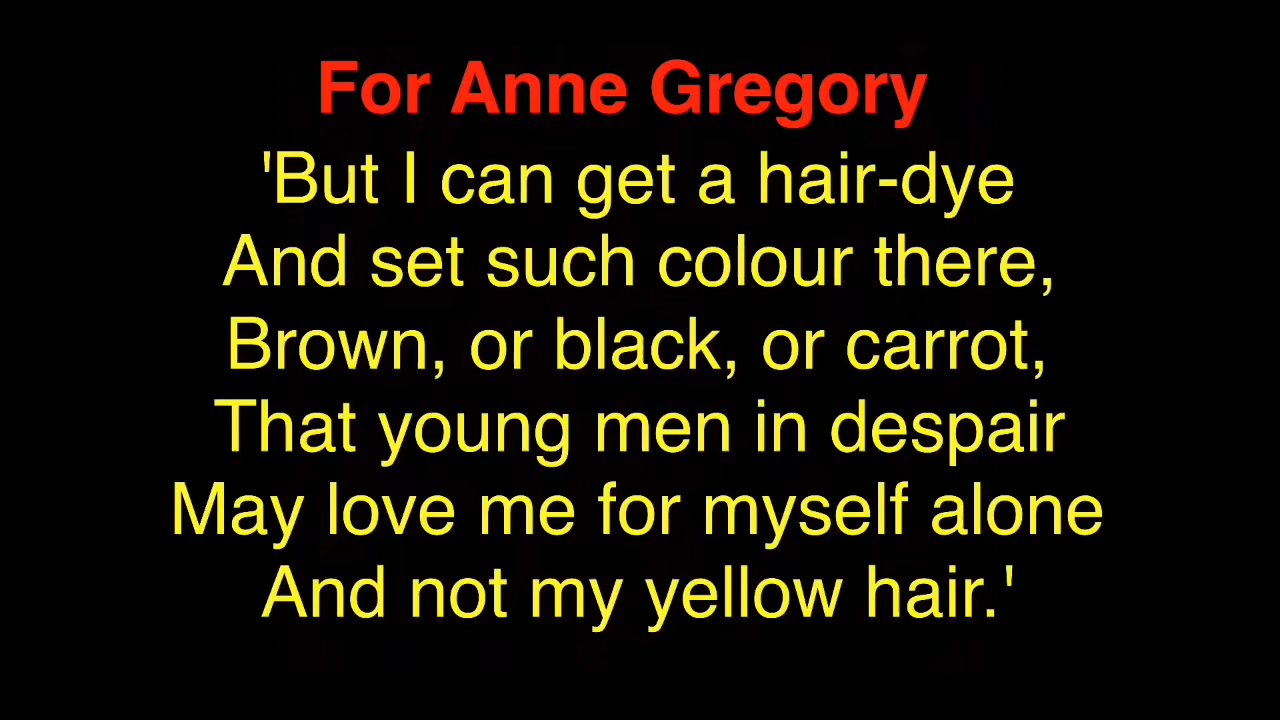 For Anne Gregory
'But I can get a hair-dye
And set such colour there,
Brown, or black, or carrot,
That young men in despair
May love me for myself alone
And not my yellow hair.'